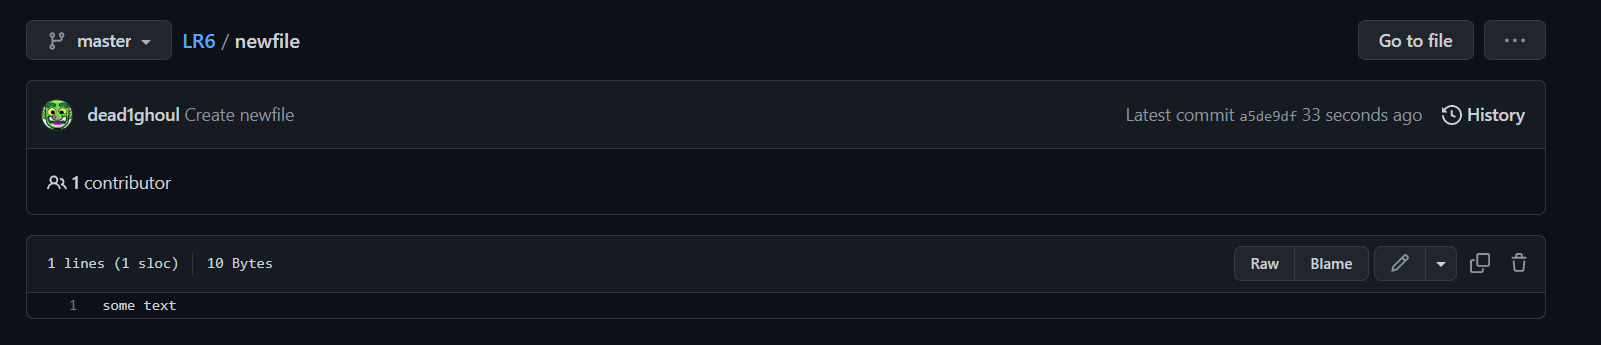 master LR6 / newfile Go to file ...
dead1ghoul Create newfile Latest commit a5de9df 33 seconds ago History
1 contributor
1 lines (1 sloc) 10 Bytes Raw Blame
1 some text